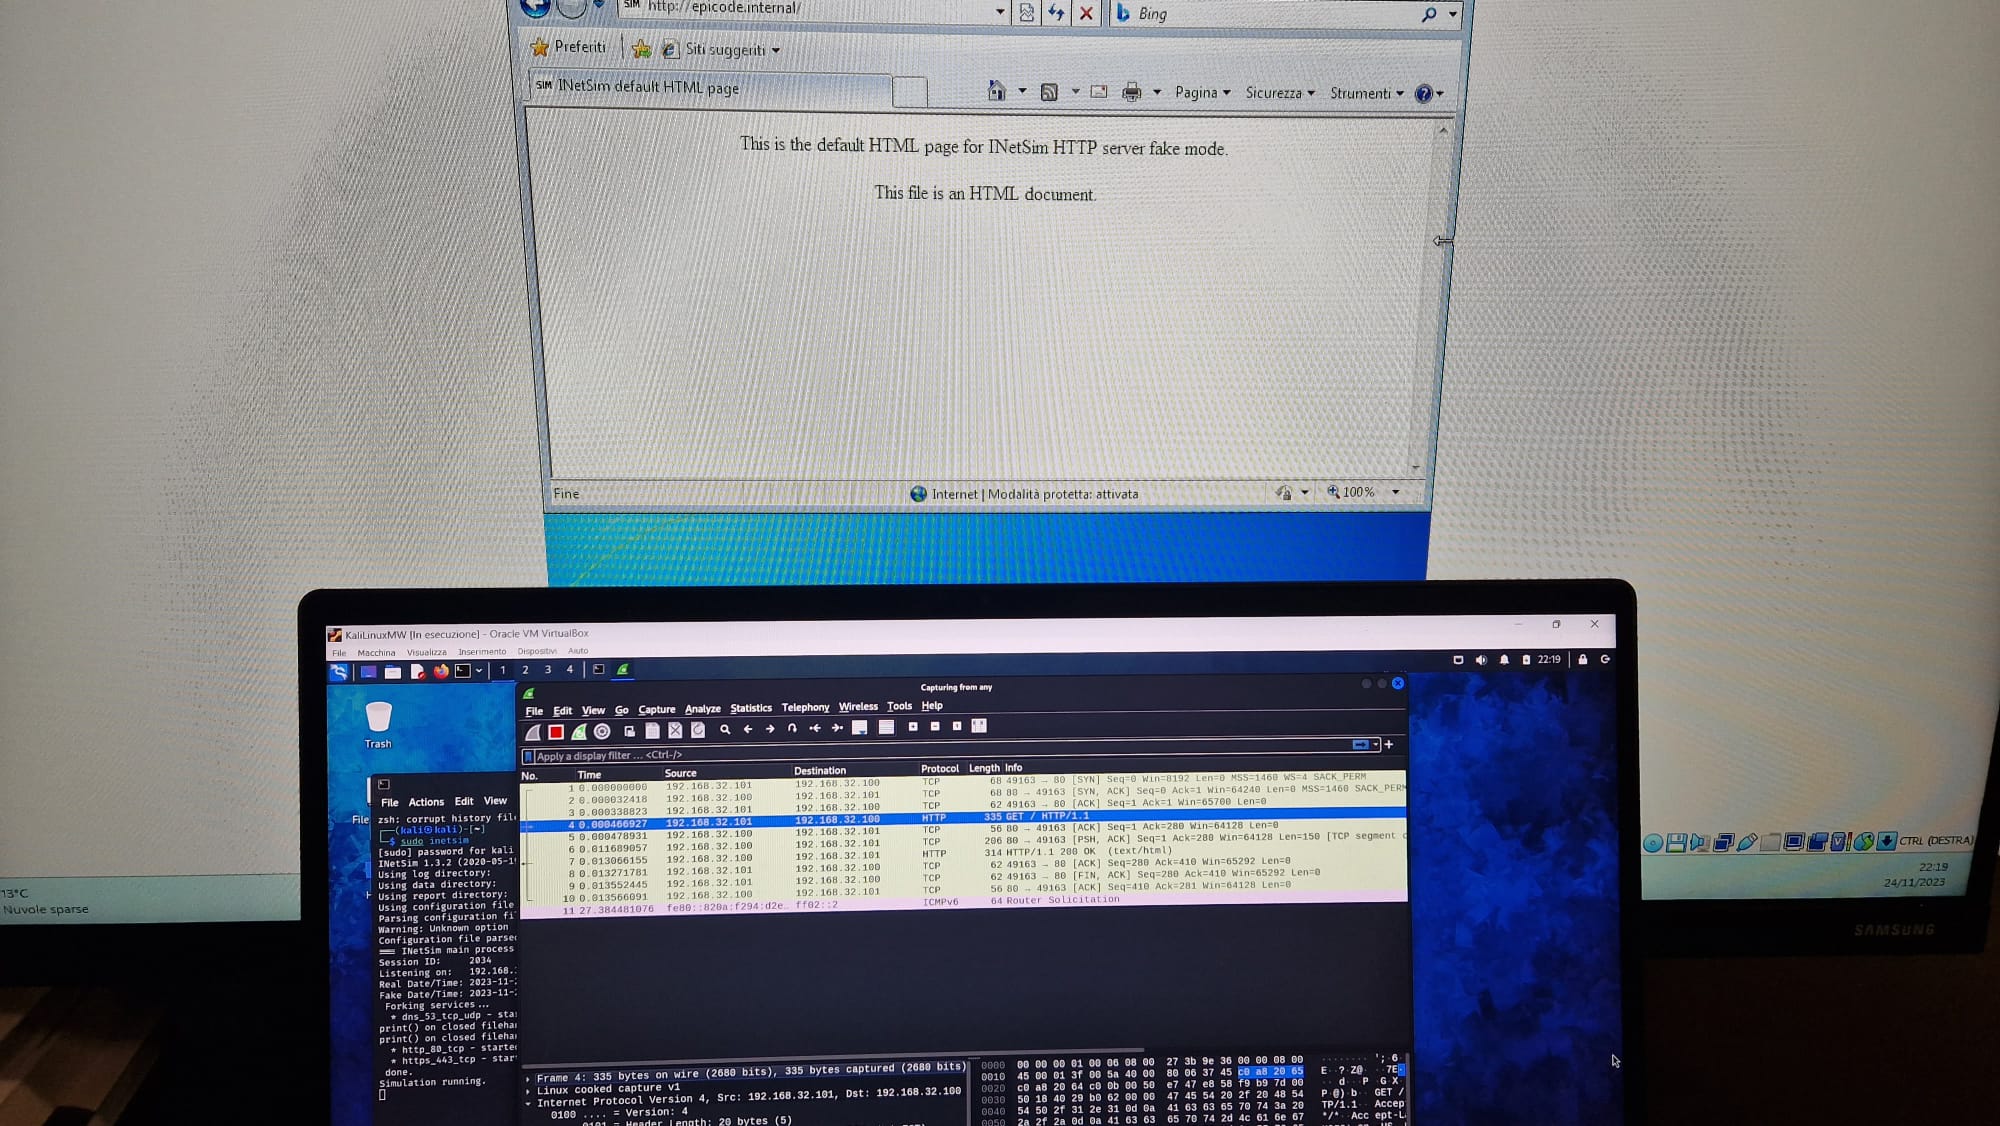 SIM http://epicode.internal/
Bing
Preferiti
Siti suggeriti
SIM INetSim default HTML page
Pagina Sicurezza Strumenti
This is the default HTML page for INetSim HTTP server fake mode.
This file is an HTML document.
Fine
Internet | Modalità protetta: attivata
100%
CTRL (DESTRA)
22:19
24/11/2023
13°C
Nuvole sparse
SAMSUNG
KaliLinuxMW [In esecuzione] - Oracle VM VirtualBox
File Macchina Visualizza Inserimento Dispositivi Aiuto
1 2 3 4
22:19
Trash
File
Capturing from any
File Edit View Go Capture Analyze Statistics Telephony Wireless Tools Help
Apply a display filter ... <Ctrl-/>
No. Time Source Destination Protocol Length Info
1 0.000000000 192.168.32.101 192.168.32.100 TCP 68 49163 → 80 [SYN] Seq=0 Win=8192 Len=0 MSS=1460 WS=4 SACK_PERM
2 0.000032418 192.168.32.100 192.168.32.101 TCP 68 80 → 49163 [SYN, ACK] Seq=0 Ack=1 Win=64240 Len=0 MSS=1460 SACK_PERM
3 0.000338823 192.168.32.101 192.168.32.100 TCP 62 49163 → 80 [ACK] Seq=1 Ack=1 Win=65700 Len=0
4 0.000466927 192.168.32.101 192.168.32.100 HTTP 335 GET / HTTP/1.1
5 0.000478931 192.168.32.100 192.168.32.101 TCP 56 80 → 49163 [ACK] Seq=1 Ack=280 Win=64128 Len=0
6 0.011689057 192.168.32.100 192.168.32.101 TCP 206 80 → 49163 [PSH, ACK] Seq=1 Ack=280 Win=64128 Len=150 [TCP segment
7 0.013066155 192.168.32.100 192.168.32.101 HTTP 314 HTTP/1.1 200 OK (text/html)
8 0.013271781 192.168.32.101 192.168.32.100 TCP 62 49163 → 80 [ACK] Seq=280 Ack=410 Win=65292 Len=0
9 0.013552445 192.168.32.101 192.168.32.100 TCP 62 49163 → 80 [FIN, ACK] Seq=280 Ack=410 Win=65292 Len=0
10 0.013566091 192.168.32.100 192.168.32.101 TCP 56 80 → 49163 [ACK] Seq=410 Ack=281 Win=64128 Len=0
11 27.384481076 fe80::820a:f294:d2e… ff02::2 ICMPv6 64 Router Solicitation
File Actions Edit View
zsh: corrupt history fil
(kali㉿kali)-[~]
$ sudo inetsim
[sudo] password for kali
INetSim 1.3.2 (2020-05-1
Using log directory:
Using data directory:
Using report directory:
Using configuration file
Parsing configuration fi
Warning: Unknown option
Configuration file parse
=== INetSim main process
Session ID: 2034
Listening on: 192.168.
Real Date/Time: 2023-11-
Fake Date/Time: 2023-11-
Forking services ...
* dns_53_tcp_udp - sta
print() on closed fileha
print() on closed fileha
* http_80_tcp - starte
* https_443_tcp - star
done.
Simulation running.
Frame 4: 335 bytes on wire (2680 bits), 335 bytes captured (2680 bits)
Linux cooked capture v1
Internet Protocol Version 4, Src: 192.168.32.101, Dst: 192.168.32.100
0100 .... = Version: 4
0101 = Header Length: 20 bytes (5)
0000 00 00 00 01 00 06 08 00 27 3b 9e 36 00 00 08 00
0010 45 00 01 3f 00 5a 40 00 80 06 37 45 c0 a8 20 65
0020 c0 a8 20 64 c0 0b 00 50 e7 47 e8 58 f9 b9 7d 00
0030 50 18 40 29 b0 62 00 00 47 45 54 20 2f 20 48 54
0040 54 50 2f 31 2e 31 0d 0a 41 63 63 65 70 74 3a 20
0050 2a 2f 2a 0d 0a 41 63 63 65 70 74 2d 4c 61 6e 67